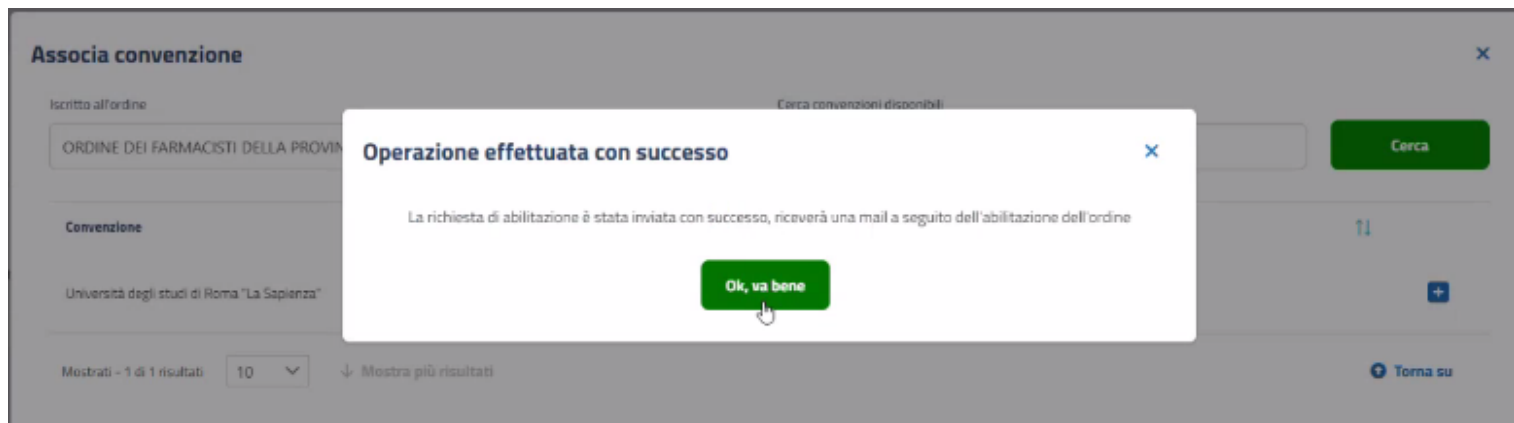 Associa convenzione
Iscritto all'ordine
Cerca convenzioni disponibili
ORDINE DEI FARMACISTI DELLA PROVIN
Cerca
Operazione effettuata con successo
La richiesta di abilitazione è stata inviata con successo, riceverà una mail a seguito dell'abilitazione dell'ordine
Ok, va bene
Convenzione
Università degli studi di Roma "La Sapienza"
Mostrati - 1 di 1 risultati
10
Mostra più risultati
Torna su